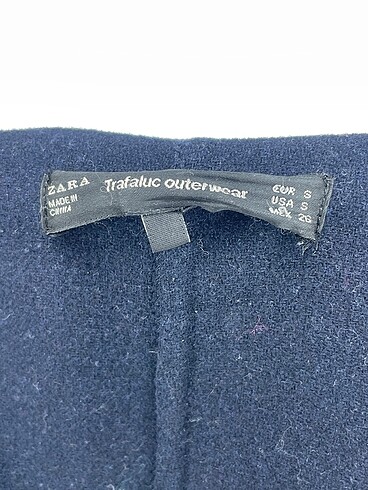 ZARA
MADE IN
CHINA
Trafaluc outerwear
EUR S
USA S
MEX 26